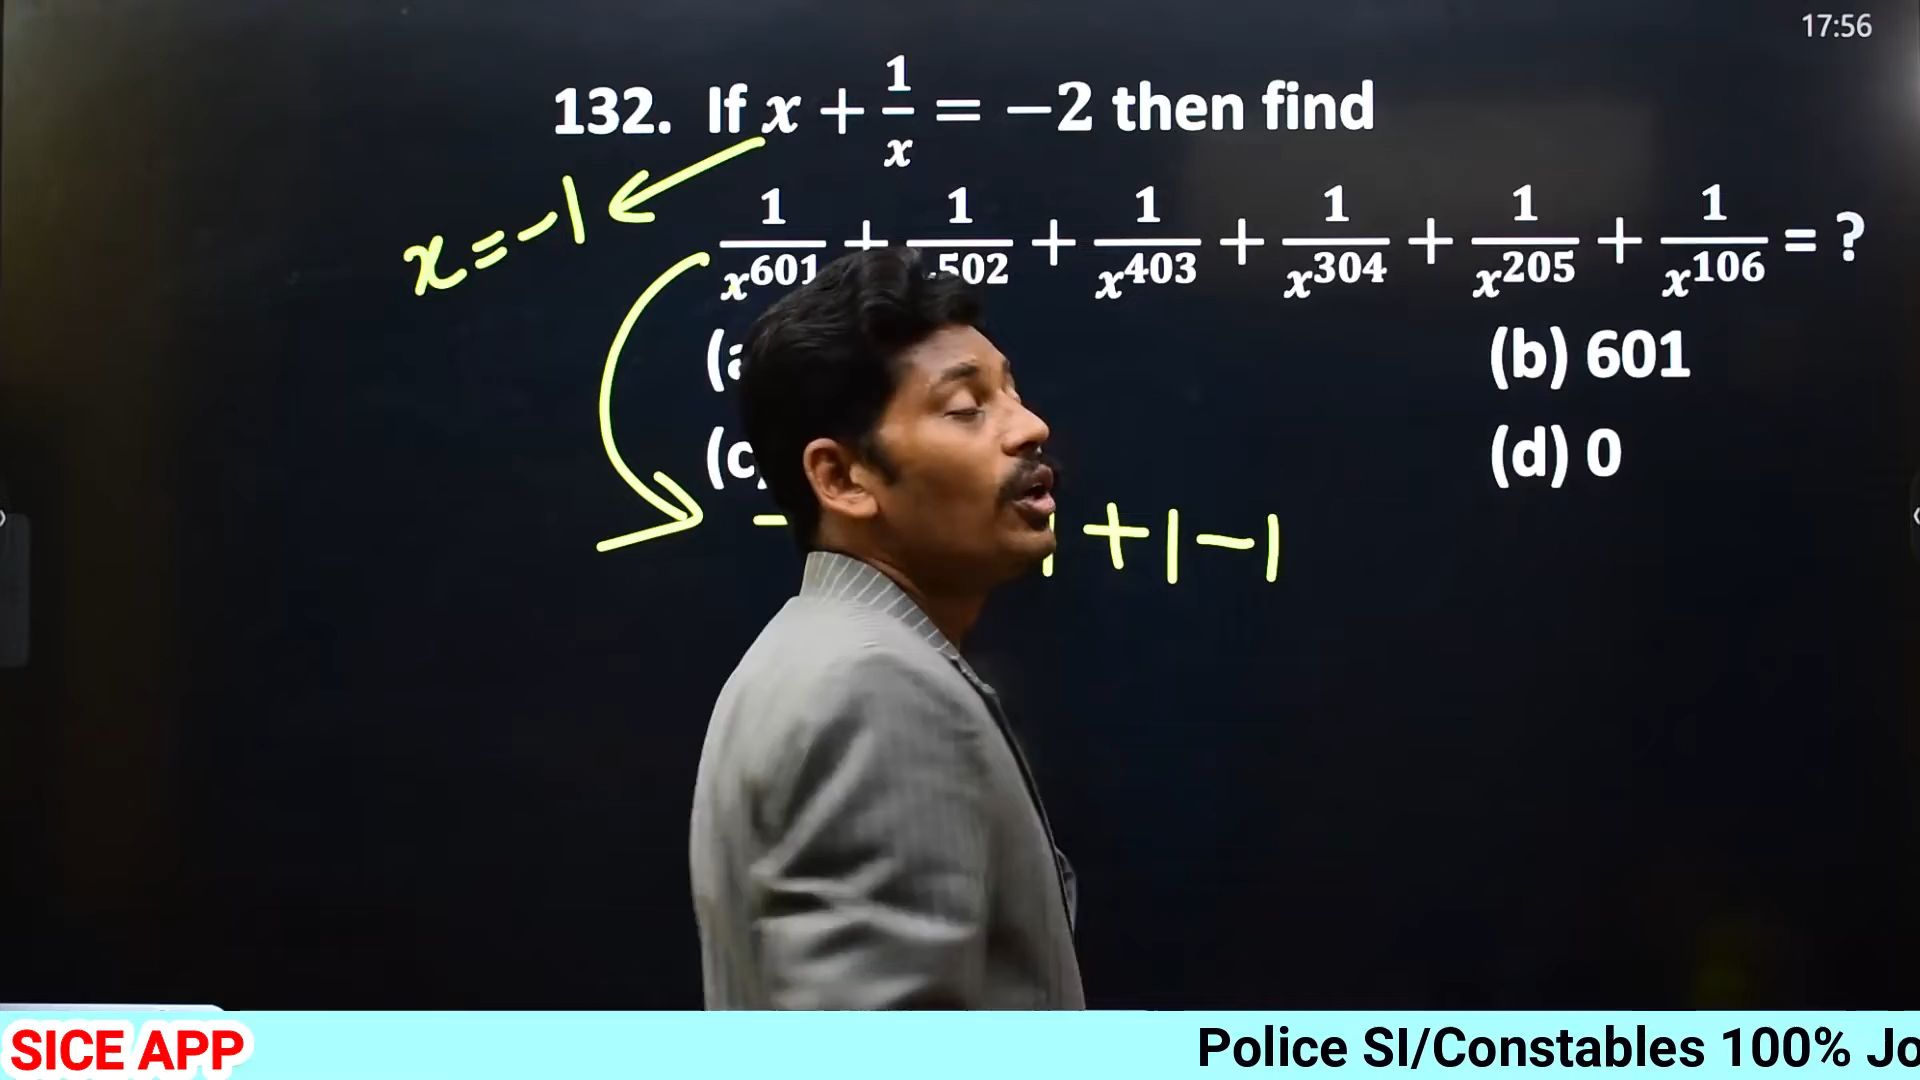 17:56
132. If x + 1/x = −2 then find
x = -1
1/x^601 + 1/ ^502 + 1/x^403 + 1/x^304 + 1/x^205 + 1/x^106 = ?
(b) 601
(d) 0
+1-1
SICE APP
Police SI/Constables 100%